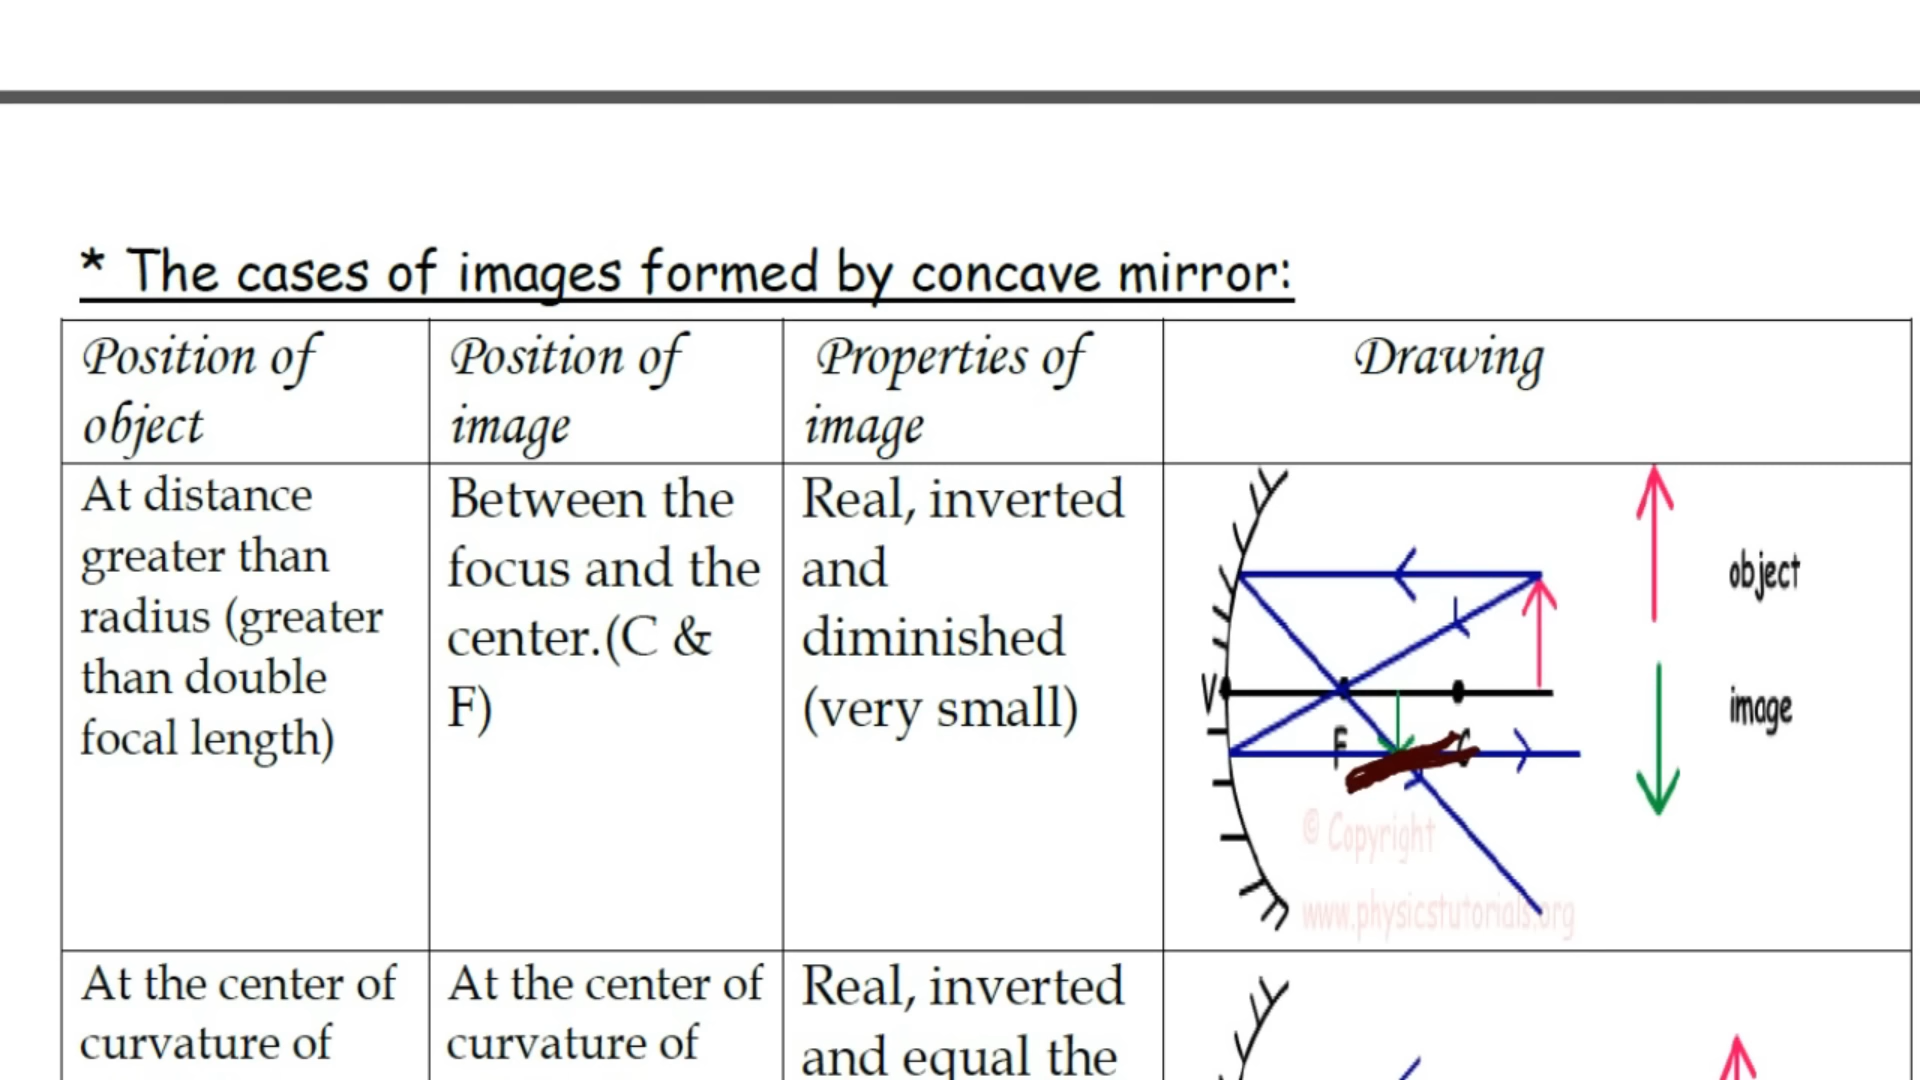 * The cases of images formed by concave mirror:
Position of
object
Position of
image
Properties of
image
Drawing
At distance
greater than
radius (greater
than double
focal length)
Between the
focus and the
center.(C &
F)
Real, inverted
and
diminished
(very small)
object
V
image
F
C
© Copyright
www.physicstutorials.org
At the center of
curvature of
At the center of
curvature of
Real, inverted
and equal the